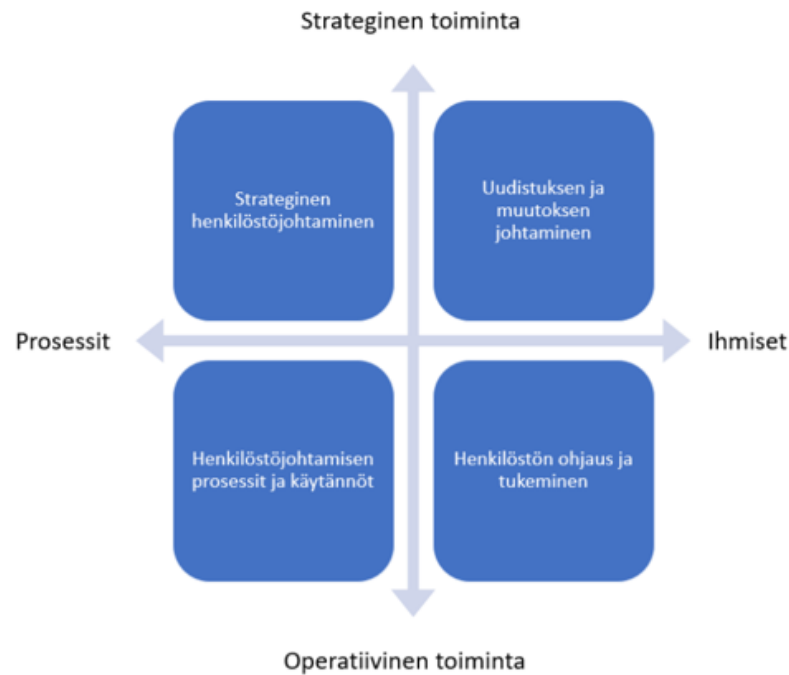 Strateginen toiminta
Strateginen
henkilöstöjohtaminen
Uudistuksen ja
muutoksen
johtaminen
Prosessit
Ihmiset
Henkilöstöjohtamisen
prosessit ja käytännöt
Henkilöstön ohjaus ja
tukeminen
Operatiivinen toiminta